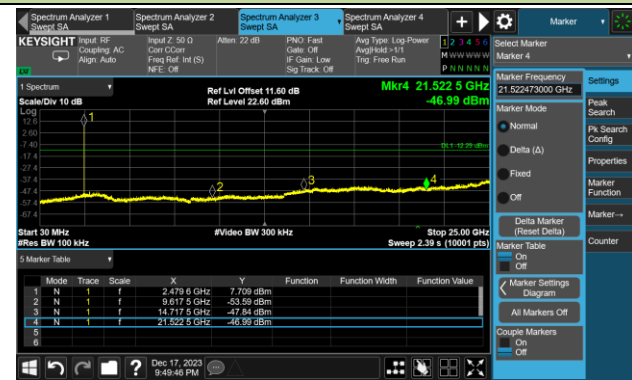 Spectrum Analyzer 1
Swept SA
Spectrum Analyzer 2
Swept SA
Spectrum Analyzer 3
Swept SA
Spectrum Analyzer 4
Swept SA
Marker
KEYSIGHT
Input: RF
Coupling: AC
Align: Auto
Input Z: 50 Ω
Corr CCorr
Freq Ref: Int (S)
NFE: Off
Atten: 22 dB
PNO: Fast
Gate: Off
IF Gain: Low
Sig Track: Off
Avg Type: Log-Power
Avg|Hold:>1/1
Trig: Free Run
1 2 3 4 5 6
M W W W W W
P N N N N N
Select Marker
Marker 4
1 Spectrum
Scale/Div 10 dB
Log
Ref Lvl Offset 11.60 dB
Ref Level 22.60 dBm
Mkr4 21.522 5 GHz
-46.99 dBm
12.6
2.60
-7.40
-17.4
-27.4
-37.4
-47.4
-57.4
-67.4
1
2
3
4
DL1 -12.29 dBm
Start 30 MHz
#Res BW 100 kHz
#Video BW 300 kHz
Stop 25.00 GHz
Sweep 2.39 s (10001 pts)
5 Marker Table
Mode Trace Scale X Y Function Function Width Function Value
1 N 1 f 2.479 6 GHz 7.709 dBm
2 N 1 f 9.617 5 GHz -53.59 dBm
3 N 1 f 14.717 5 GHz -47.84 dBm
4 N 1 f 21.522 5 GHz -46.99 dBm
5
6
Marker Frequency
21.522473000 GHz
Marker Mode
Normal
Delta (Δ)
Fixed
Off
Delta Marker
(Reset Delta)
Marker Table
On
Off
Marker Settings
Diagram
All Markers Off
Couple Markers
On
Off
Settings
Peak
Search
Pk Search
Config
Properties
Marker
Function
Marker→
Counter
Dec 17, 2023
9:49:46 PM